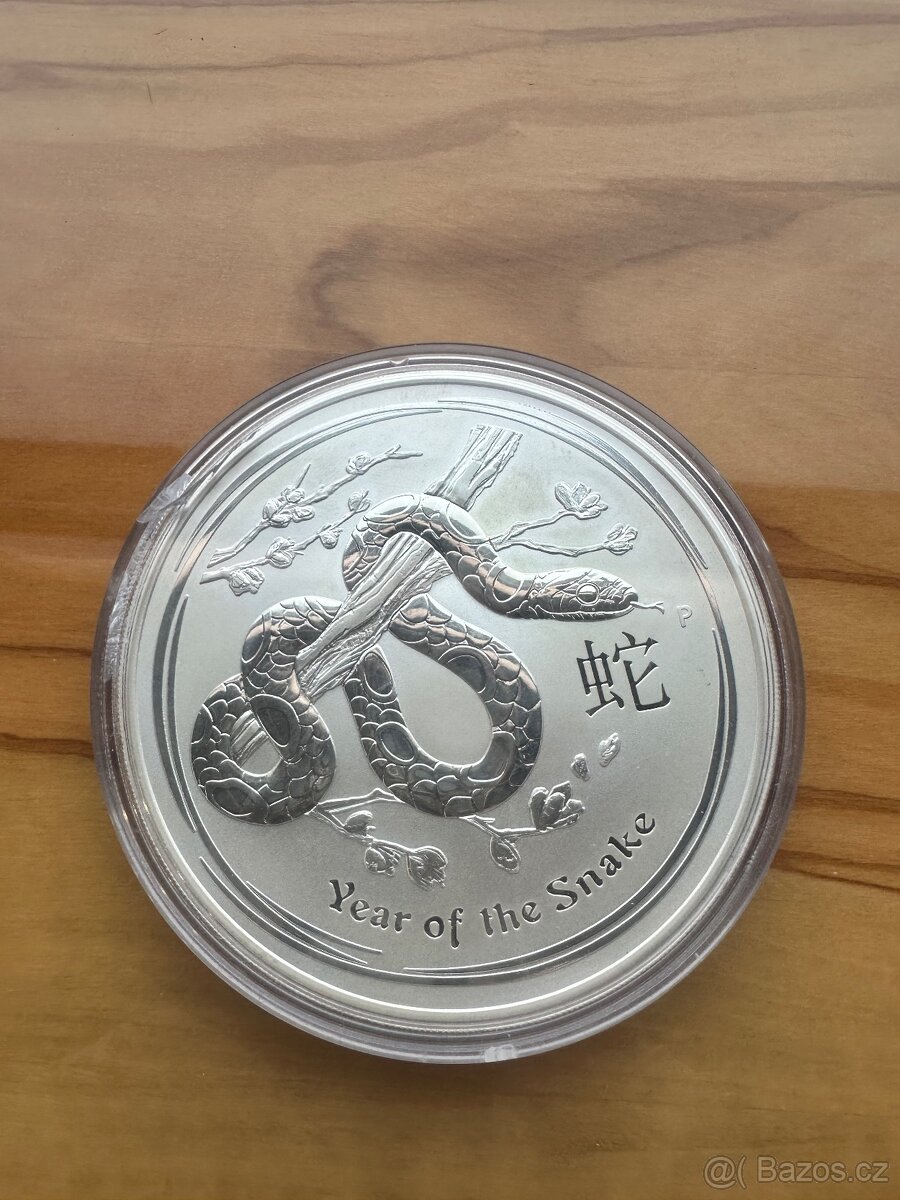 P
蛇
Year of the Snake
@( Bazos.cz